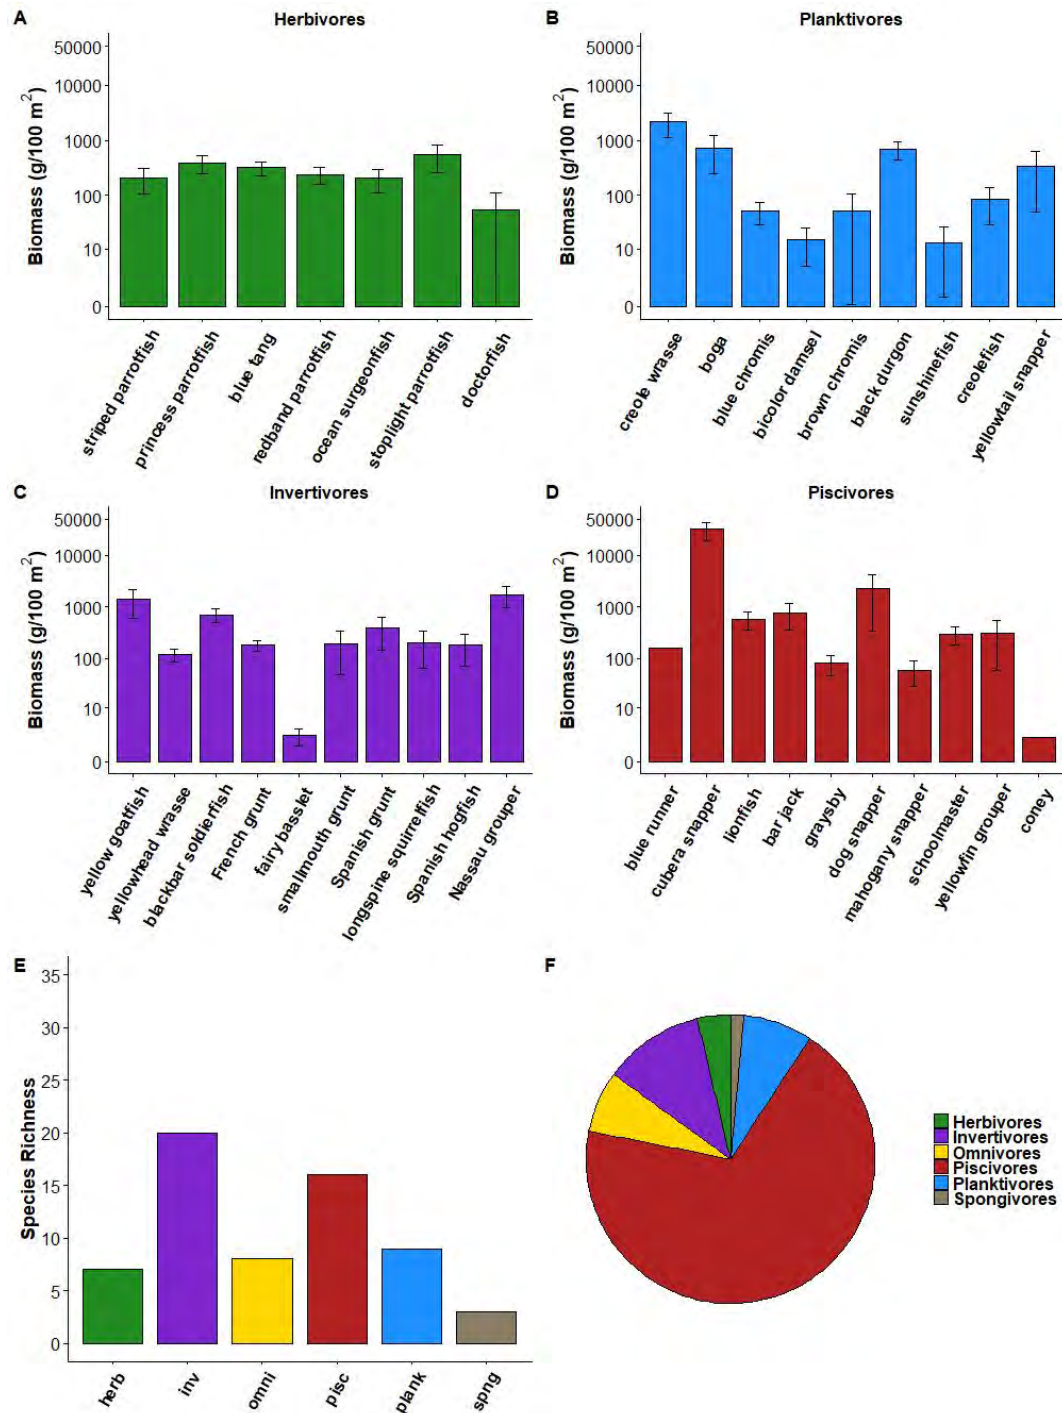 A
Herbivores
Biomass (g/100 m²)
50000
10000
1000
100
10
0
striped parrotfish
princess parrotfish
blue tang
redband parrotfish
ocean surgeonfish
stoplight parrotfish
doctorfish
B
Planktivores
Biomass (g/100 m²)
50000
10000
1000
100
10
0
creole wrasse
boga
blue chromis
bicolor damsel
brown chromis
black durgon
sunshinefish
creolefish
yellowtail snapper
C
Invertivores
Biomass (g/100 m²)
50000
10000
1000
100
10
0
yellow goatfish
yellowhead wrasse
blackbar soldierfish
French grunt
fairy basslet
smallmouth grunt
Spanish grunt
longspine squirrelfish
Spanish hogfish
Nassau grouper
D
Piscivores
Biomass (g/100 m²)
50000
10000
1000
100
10
0
blue runner
cubera snapper
lionfish
bar jack
graysby
dog snapper
mahogany snapper
schoolmaster
yellowfin grouper
coney
E
Species Richness
35
30
25
20
15
10
5
0
herb
inv
omni
pisc
plank
spng
F
Herbivores
Invertivores
Omnivores
Piscivores
Planktivores
Spongivores